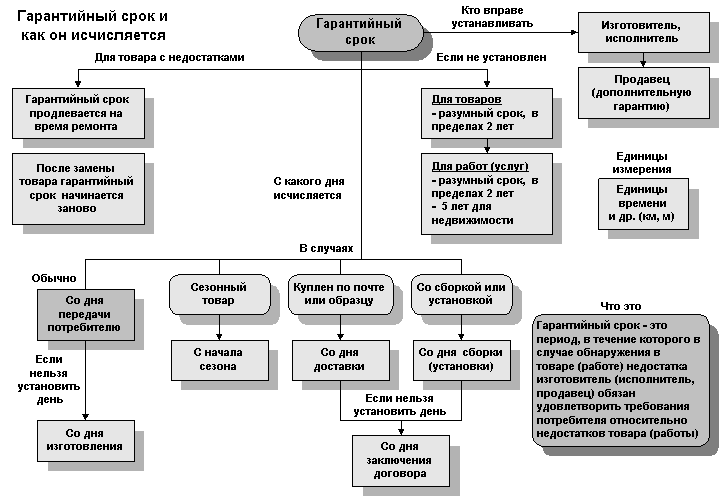 Гарантийный срок и
как он исчисляется
Гарантийный
срок
Кто вправе
устанавливать
Изготовитель,
исполнитель
Продавец
(дополнительную
гарантию)
Для товара с недостатками
Если не установлен
Гарантийный срок
продлевается на
время ремонта
После замены
товара гарантийный
срок начинается
заново
Для товаров
- разумный срок, в
пределах 2 лет
Для работ (услуг)
- разумный срок, в
пределах 2 лет
- 5 лет для
недвижимости
Единицы
измерения
Единицы
времени
и др. (км, м)
С какого дня
исчисляется
В случаях
Обычно
Со дня
передачи
потребителю
Сезонный
товар
Куплен по почте
или образцу
Со сборкой или
установкой
Если
нельзя
установить
день
С начала
сезона
Со дня
доставки
Со дня сборки
(установки)
Если нельзя
установить день
Со дня
изготовления
Со дня
заключения
договора
Что это
Гарантийный срок - это
период, в течение которого в
случае обнаружения в
товаре (работе) недостатка
изготовитель (исполнитель,
продавец) обязан
удовлетворить требования
потребителя относительно
недостатков товара (работы)